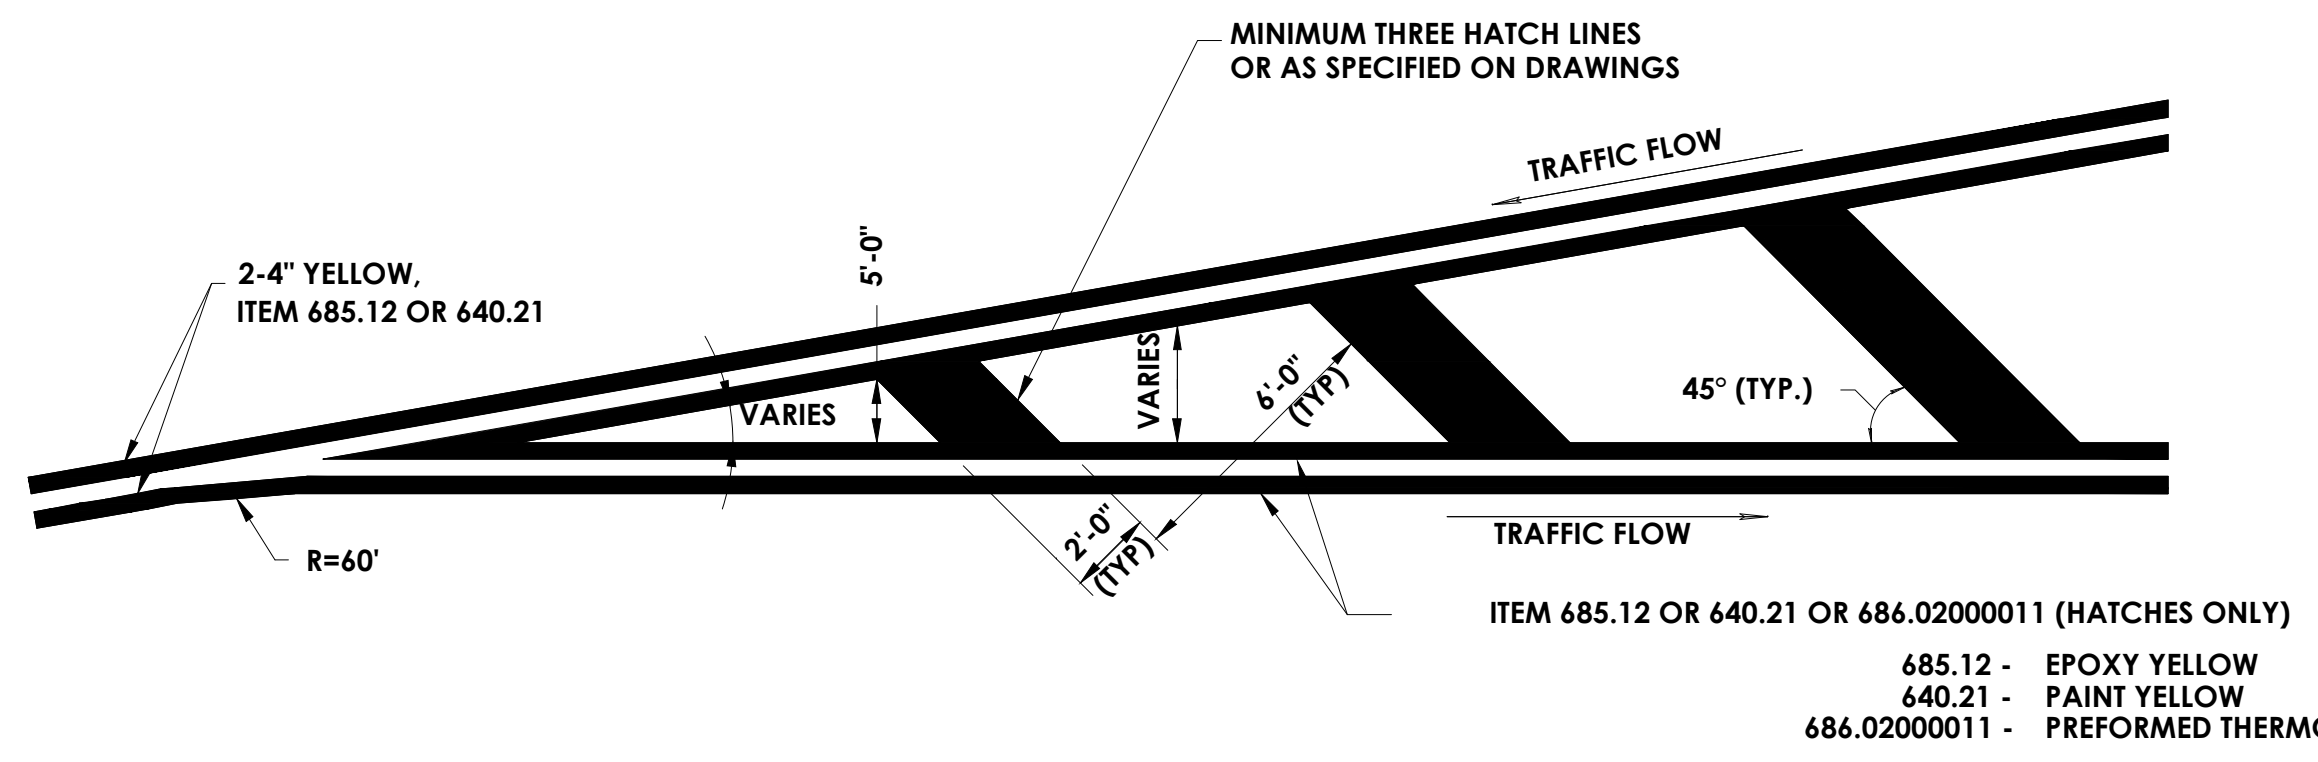 MINIMUM THREE HATCH LINES
OR AS SPECIFIED ON DRAWINGS
TRAFFIC FLOW
5'-0"
2-4" YELLOW,
ITEM 685.12 OR 640.21
VARIES
VARIES
6'-0"
(TYP)
45° (TYP.)
2'-0"
(TYP)
TRAFFIC FLOW
R=60'
ITEM 685.12 OR 640.21 OR 686.02000011 (HATCHES ONLY)
685.12 - EPOXY YELLOW
640.21 - PAINT YELLOW
686.02000011 - PREFORMED